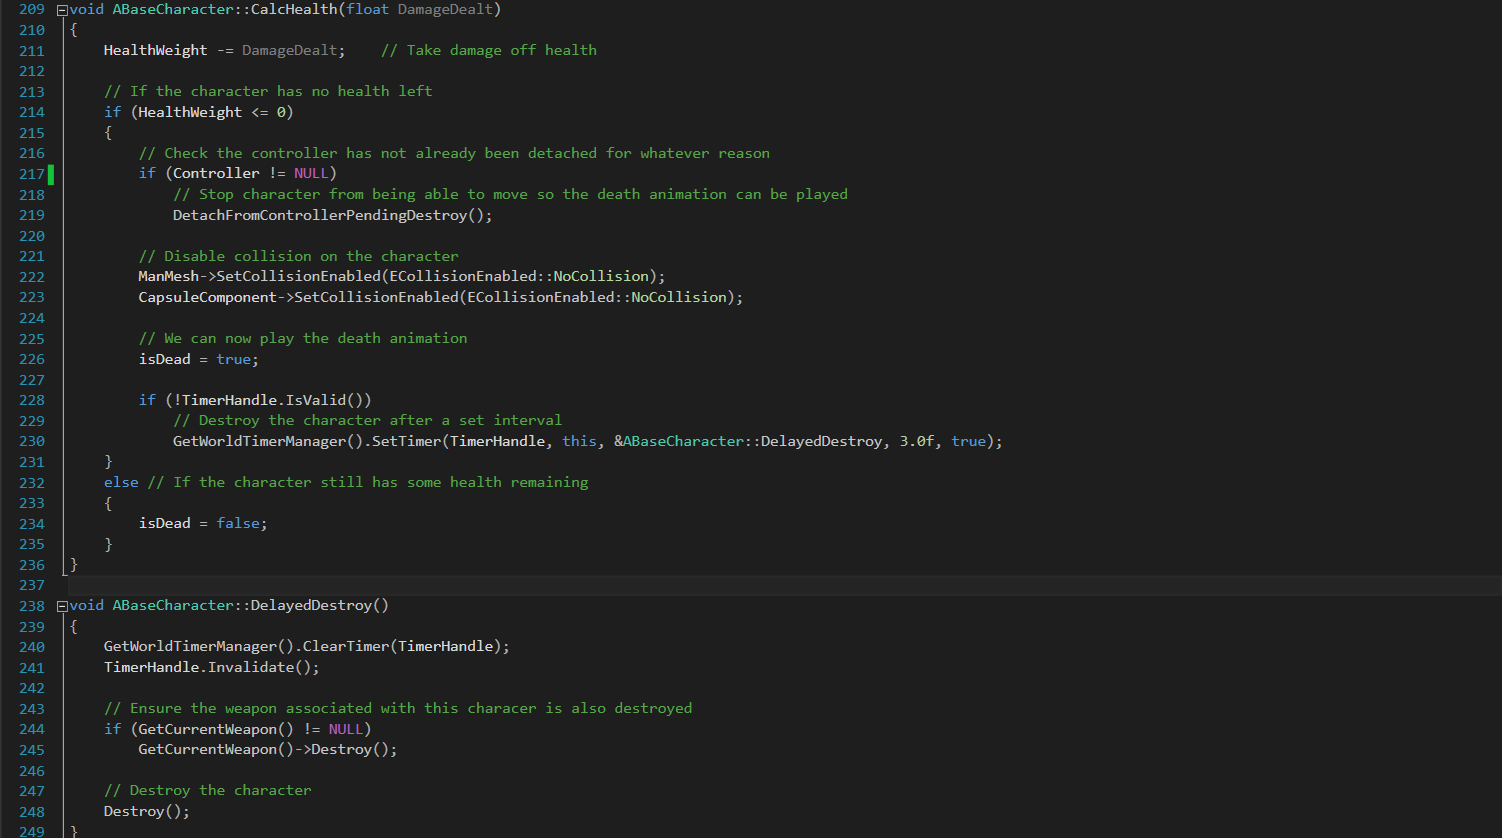 209 void ABaseCharacter::CalcHealth(float DamageDealt)
210 {
211     HealthWeight -= DamageDealt;    // Take damage off health
212
213     // If the character has no health left
214     if (HealthWeight <= 0)
215     {
216         // Check the controller has not already been detached for whatever reason
217         if (Controller != NULL)
218             // Stop character from being able to move so the death animation can be played
219             DetachFromControllerPendingDestroy();
220
221         // Disable collision on the character
222         ManMesh->SetCollisionEnabled(ECollisionEnabled::NoCollision);
223         CapsuleComponent->SetCollisionEnabled(ECollisionEnabled::NoCollision);
224
225         // We can now play the death animation
226         isDead = true;
227
228         if (!TimerHandle.IsValid())
229             // Destroy the character after a set interval
230             GetWorldTimerManager().SetTimer(TimerHandle, this, &ABaseCharacter::DelayedDestroy, 3.0f, true);
231     }
232     else // If the character still has some health remaining
233     {
234         isDead = false;
235     }
236 }
237
238 void ABaseCharacter::DelayedDestroy()
239 {
240     GetWorldTimerManager().ClearTimer(TimerHandle);
241     TimerHandle.Invalidate();
242
243     // Ensure the weapon associated with this characer is also destroyed
244     if (GetCurrentWeapon() != NULL)
245         GetCurrentWeapon()->Destroy();
246
247     // Destroy the character
248     Destroy();
249 }